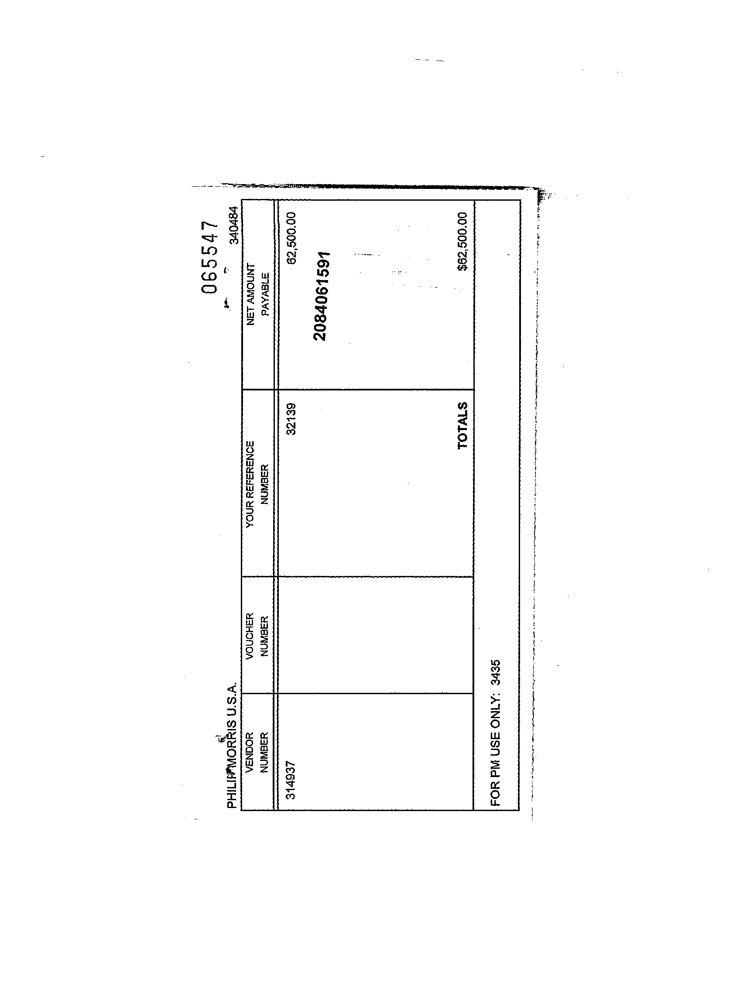 065547
PHILIP MORRIS U.S.A.
340484
VENDOR NUMBER
VOUCHER NUMBER
YOUR REFERENCE NUMBER
NET AMOUNT PAYABLE
314937
32139
62,500.00
2084061591
TOTALS
$62,500.00
FOR PM USE ONLY: 3435